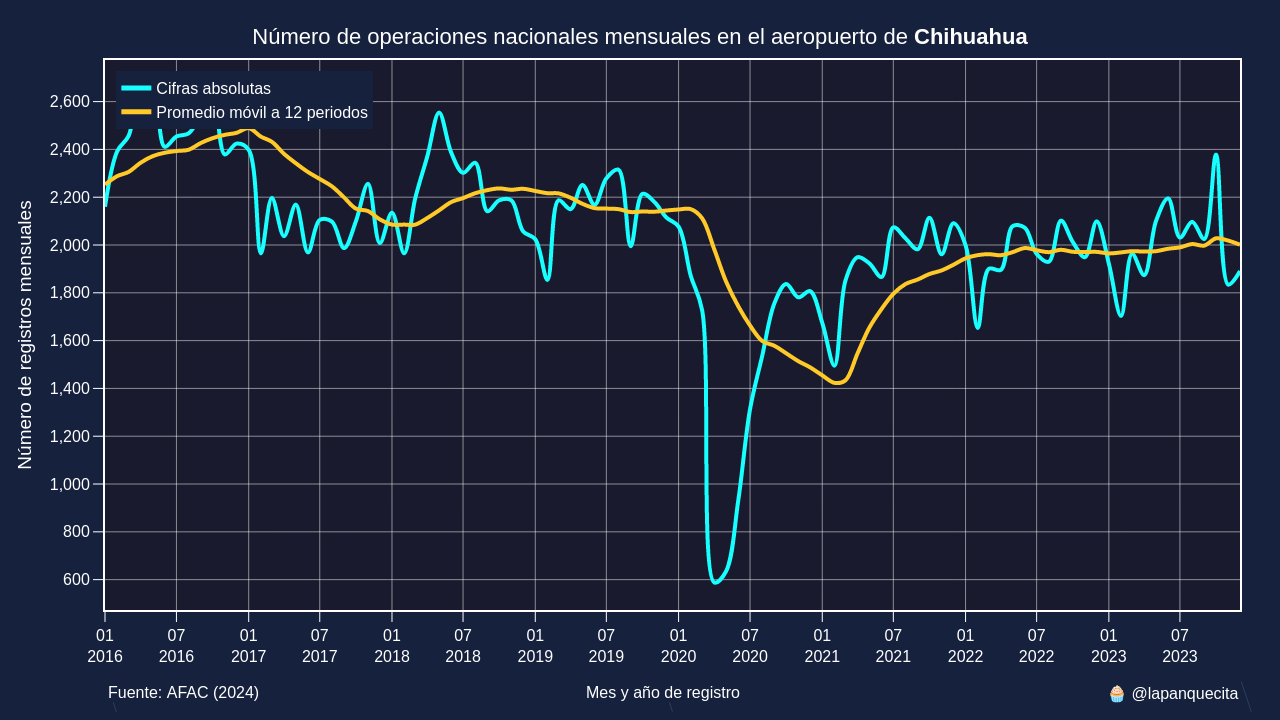 Número de operaciones nacionales mensuales en el aeropuerto de Chihuahua
Cifras absolutas
Promedio móvil a 12 periodos
Número de registros mensuales
2,600
2,400
2,200
2,000
1,800
1,600
1,400
1,200
1,000
800
600
01 07 01 07 01 07 01 07 01 07 01 07 01 07 01 07
2016 2016 2017 2017 2018 2018 2019 2019 2020 2020 2021 2021 2022 2022 2023 2023
Fuente: AFAC (2024)
Mes y año de registro
🧁 @lapanquecita